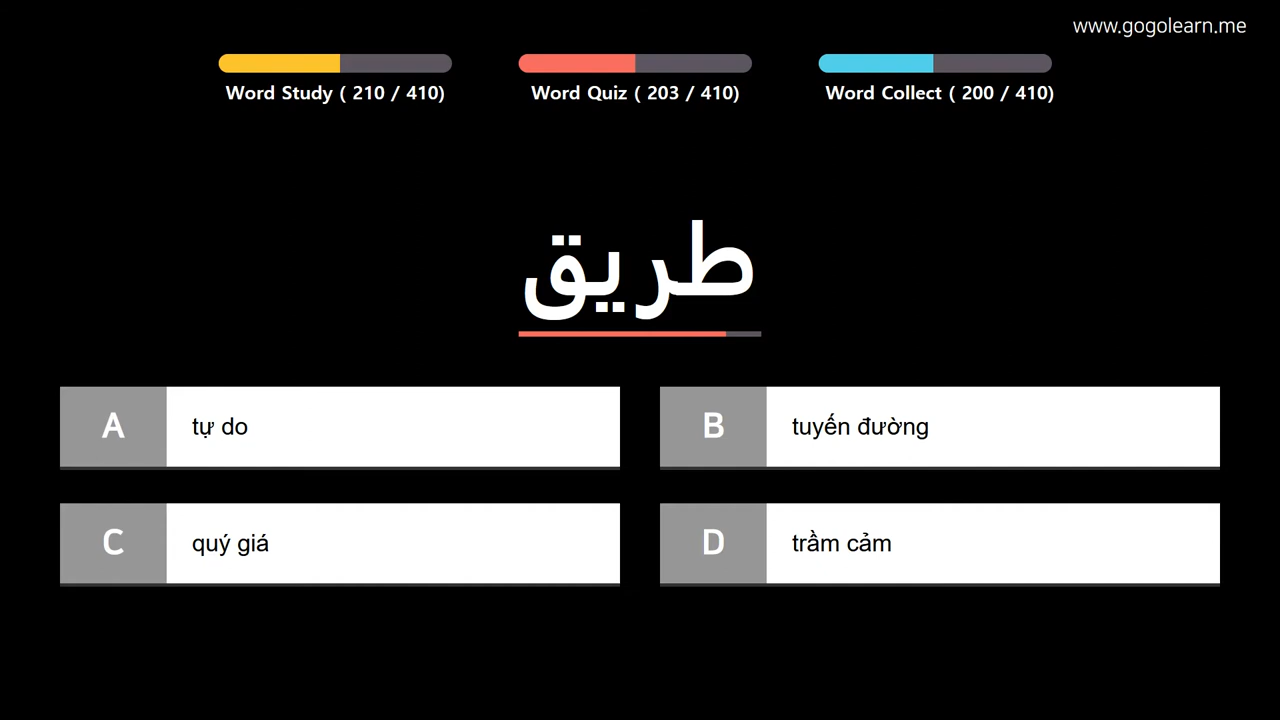 www.gogolearn.me
Word Study ( 210 / 410)
Word Quiz ( 203 / 410)
Word Collect ( 200 / 410)
طريق
A tự do
B tuyến đường
C quý giá
D trầm cảm